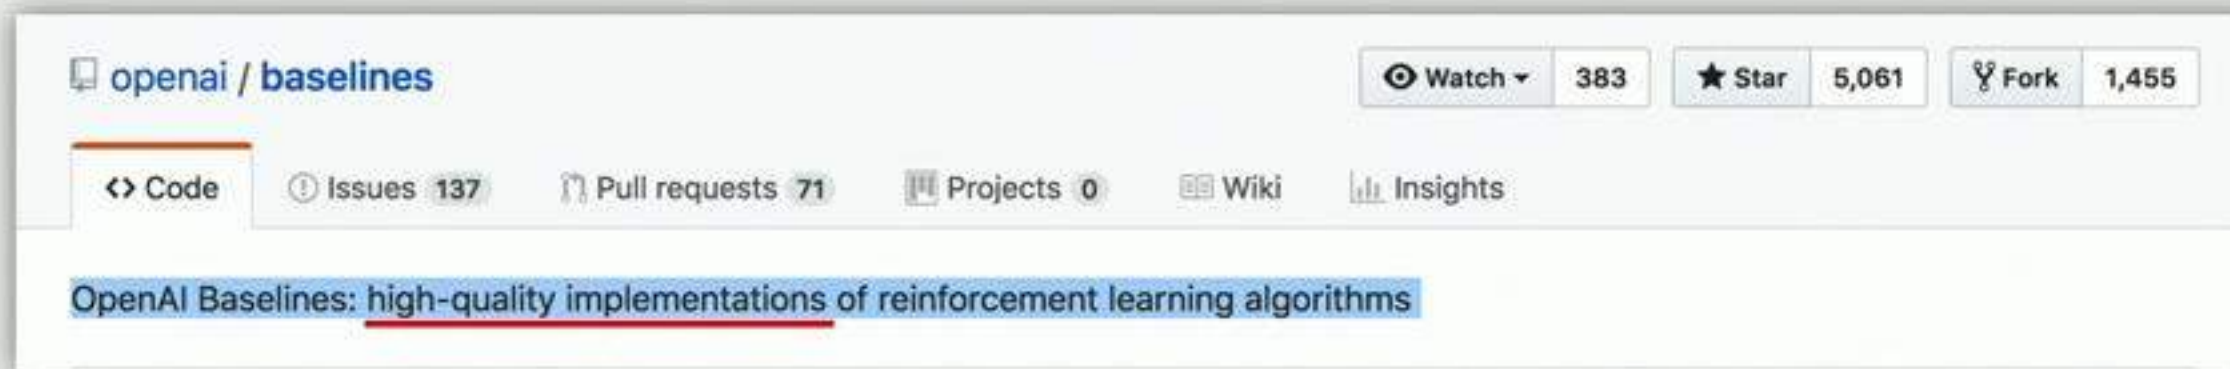 openai / baselines
Watch 383 Star 5,061 Fork 1,455
Code Issues 137 Pull requests 71 Projects 0 Wiki Insights
OpenAI Baselines: high-quality implementations of reinforcement learning algorithms